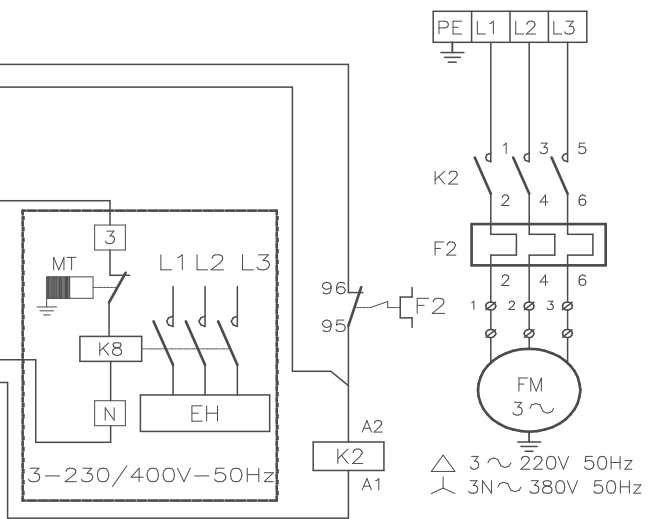 PE L1 L2 L3
1 3 5
K2
2 4 6
F2
2 4 6
1 2 3
FM
3 ～
△ 3 ～ 220V 50Hz
3N ～ 380V 50Hz
3
MT
L1 L2 L3
K8
N
EH
3-230/400V-50Hz
96
F2
95
A2
K2
A1